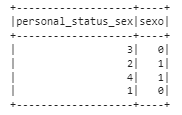 +-------------------+----+
|personal_status_sex|sexo|
+-------------------+----+
|                  3|   0|
|                  2|   1|
|                  4|   1|
|                  1|   0|
+-------------------+----+